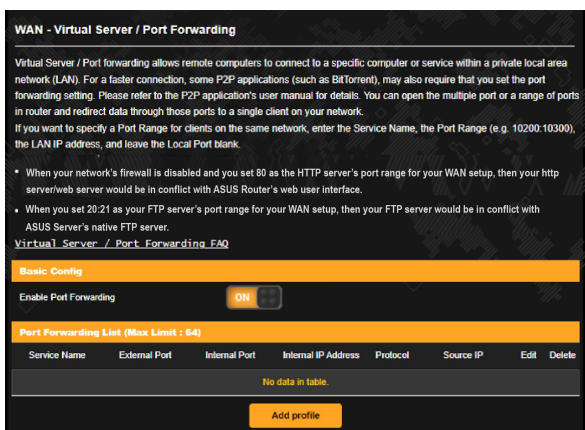 WAN - Virtual Server / Port Forwarding
Virtual Server / Port forwarding allows remote computers to connect to a specific computer or service within a private local area
network (LAN). For a faster connection, some P2P applications (such as BitTorrent), may also require that you set the port
forwarding setting. Please refer to the P2P application's user manual for details. You can open the multiple port or a range of ports
in router and redirect data through those ports to a single client on your network.
If you want to specify a Port Range for clients on the same network, enter the Service Name, the Port Range (e.g. 10200:10300),
the LAN IP address, and leave the Local Port blank.
• When your network's firewall is disabled and you set 80 as the HTTP server's port range for your WAN setup, then your http
server/web server would be in conflict with ASUS Router's web user interface.
• When you set 20:21 as your FTP server's port range for your WAN setup, then your FTP server would be in conflict with
ASUS Server's native FTP server.
Virtual Server / Port Forwarding FAQ
Basic Config
Enable Port Forwarding ON
Port Forwarding List (Max Limit : 64)
Service Name External Port Internal Port Internal IP Address Protocol Source IP Edit Delete
No data in table.
Add profile